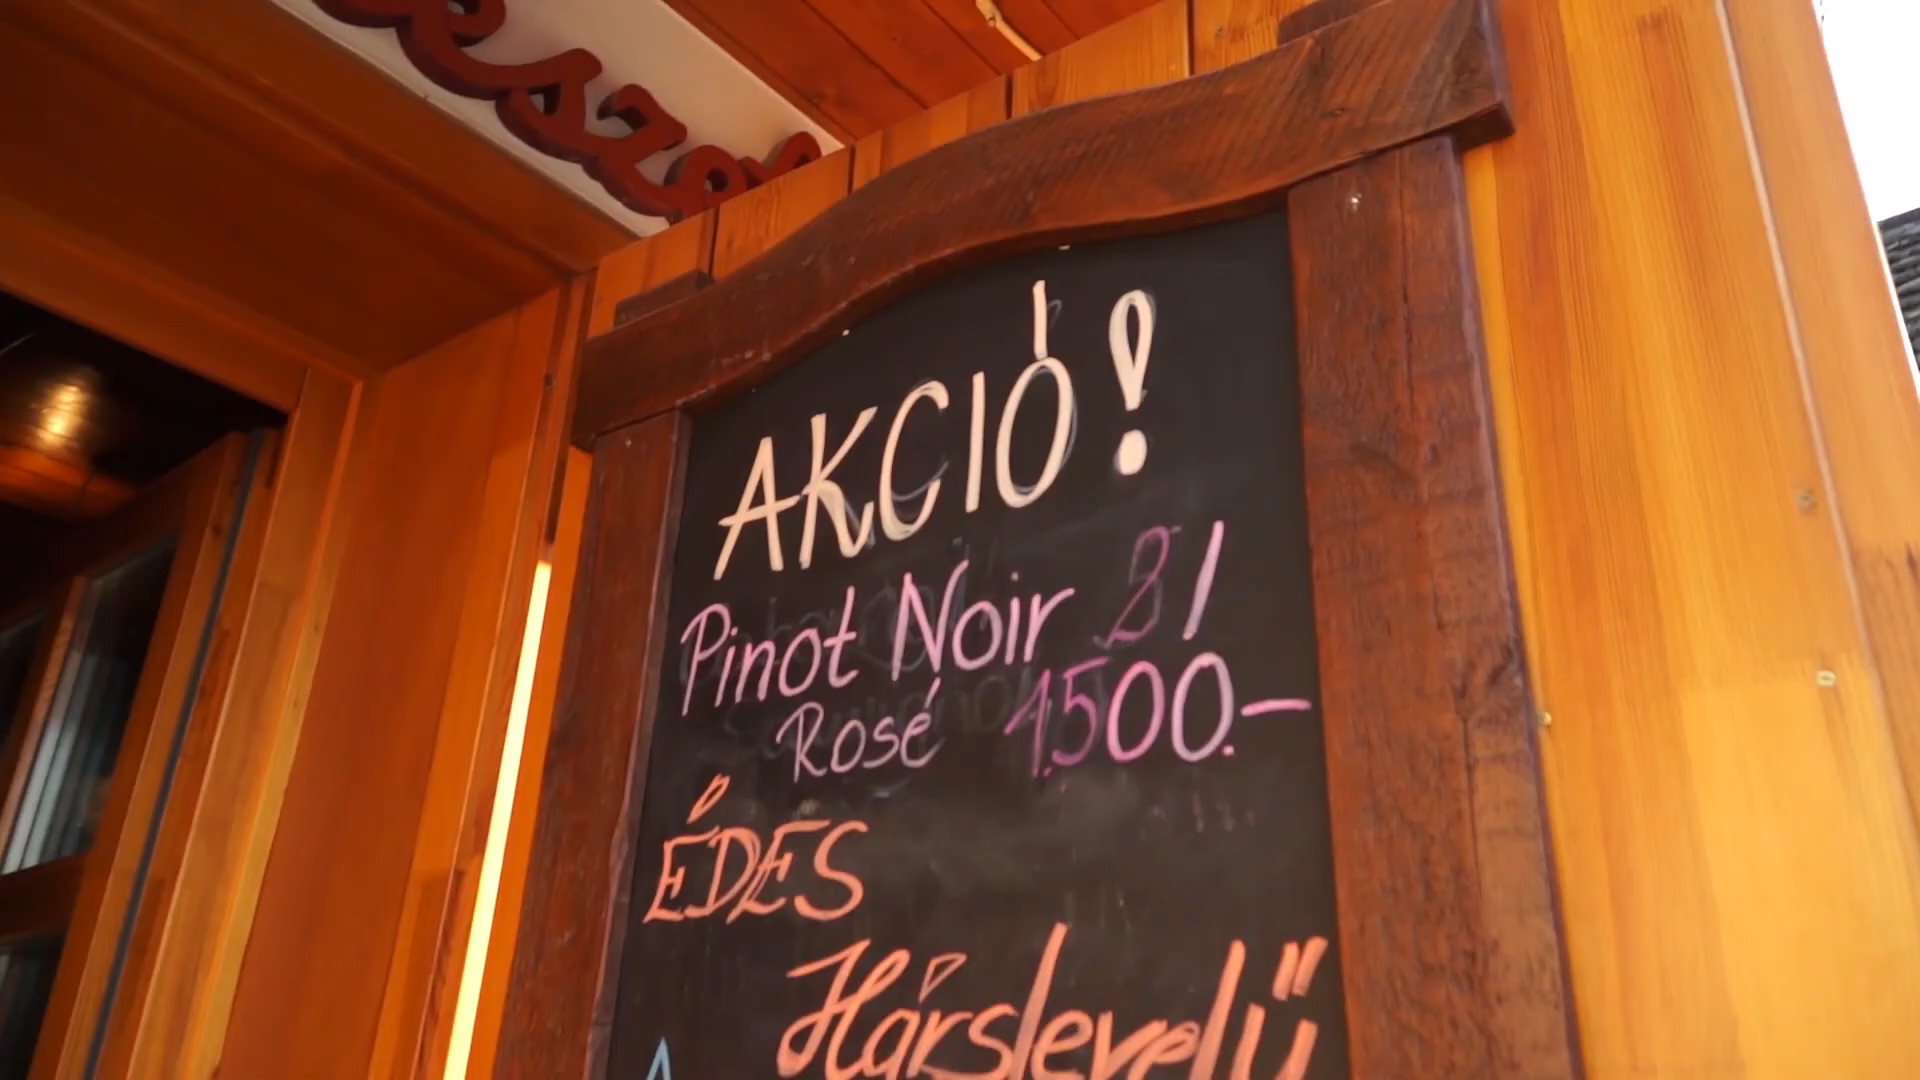 AKCIÓ!
Pinot Noir 2l
Rosé 1.500.-
ÉDES
Hárslevelű